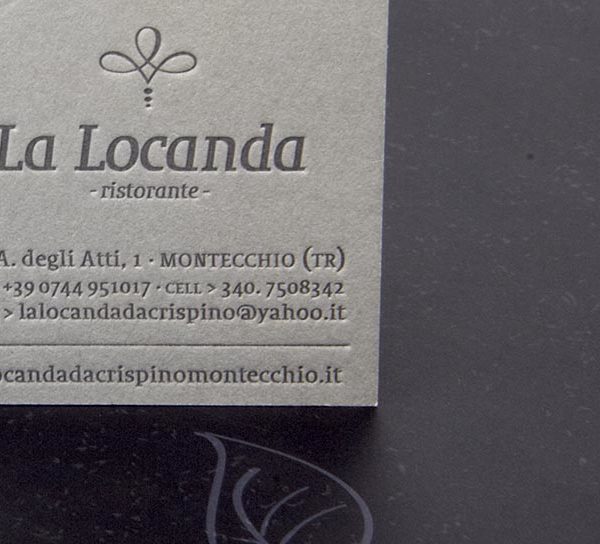 La Locanda
- ristorante -
A. degli Atti, 1 · MONTECCHIO (TR)
+39 0744 951017 · CELL > 340. 7508342
> lalocandadacrispino@yahoo.it
ocandadacrispinomontecchio.it